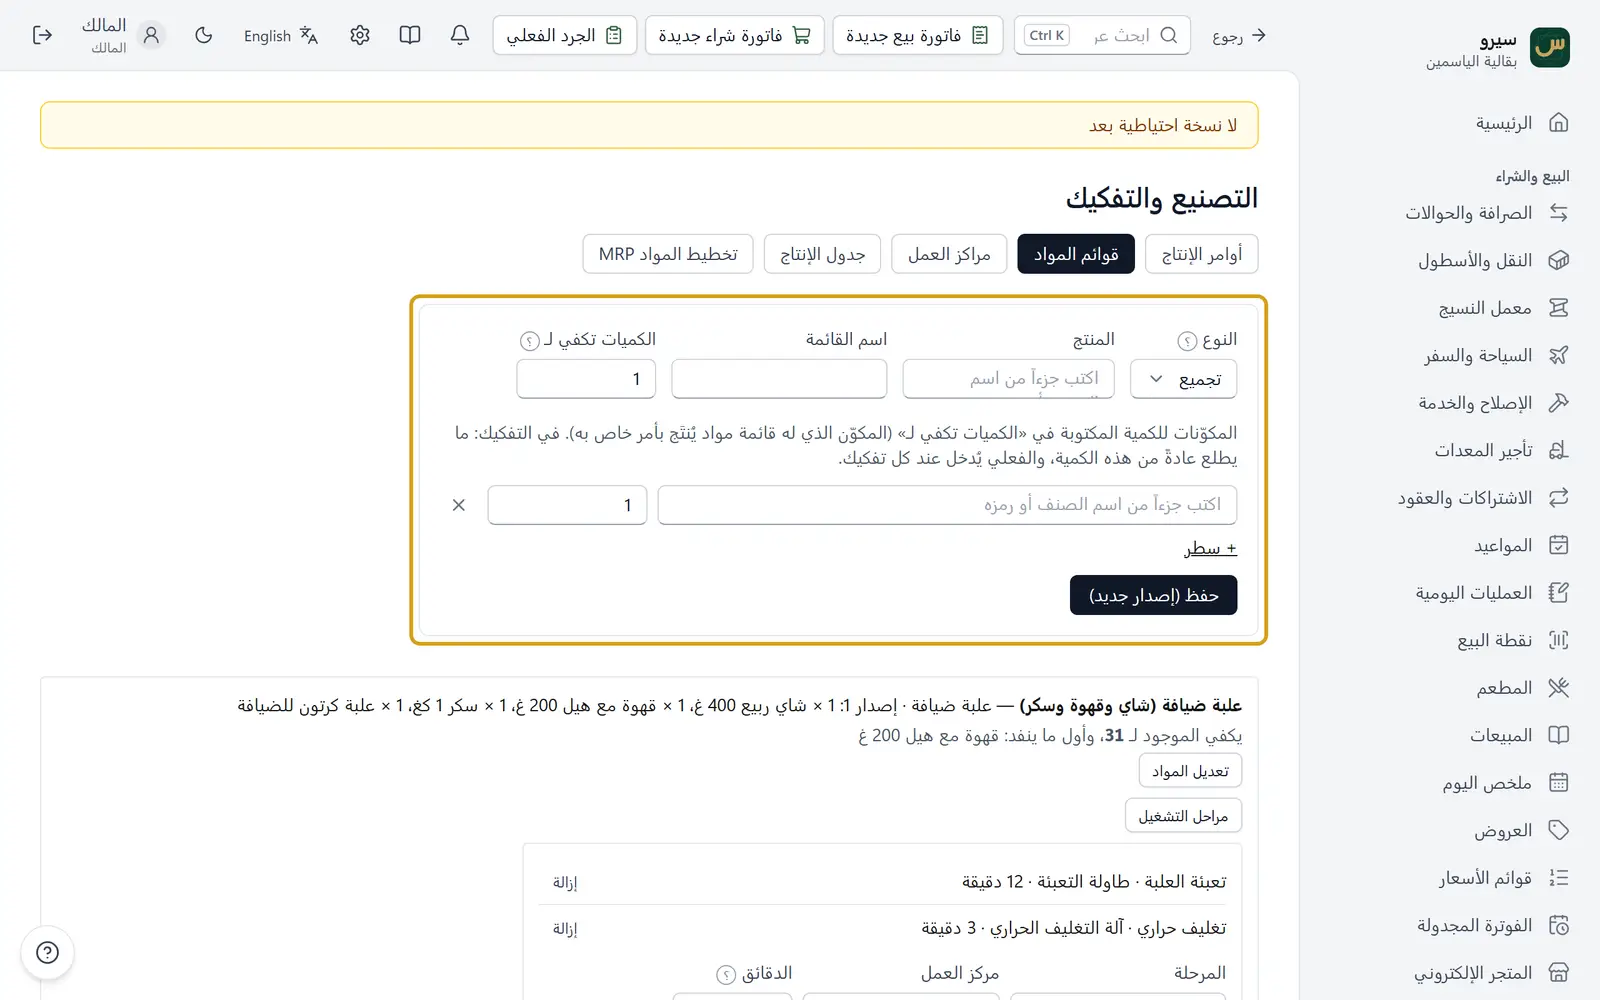 سيرو
بقالية الياسمين
رجوع
ابحث عر
Ctrl K
فاتورة بيع جديدة
فاتورة شراء جديدة
الجرد الفعلي
English
المالك
المالك
الرئيسية
البيع والشراء
الصرافة والحوالات
النقل والأسطول
معمل النسيج
السياحة والسفر
الإصلاح والخدمة
تأجير المعدات
الاشتراكات والعقود
المواعيد
العمليات اليومية
نقطة البيع
المطعم
المبيعات
ملخص اليوم
العروض
قوائم الأسعار
الفوترة المجدولة
المتجر الإلكتروني
لا نسخة احتياطية بعد
التصنيع والتفكيك
أوامر الإنتاج
قوائم المواد
مراكز العمل
جدول الإنتاج
تخطيط المواد MRP
النوع ?
المنتج
اسم القائمة
الكميات تكفي لـ ?
تجميع
اكتب جزءاً من اسم
1
المكوّنات للكمية المكتوبة في «الكميات تكفي لـ» (المكوّن الذي له قائمة مواد يُنتَج بأمر خاص به). في التفكيك: ما
يطلع عادةً من هذه الكمية، والفعلي يُدخل عند كل تفكيك.
اكتب جزءاً من اسم الصنف أو رمزه
1
+ سطر
حفظ (إصدار جديد)
علبة ضيافة (شاي وقهوة وسكر) — علبة ضيافة · إصدار 1: 1 × شاي ربيع 400 غ، 1 × قهوة مع هيل 200 غ، 1 × سكر 1 كغ، 1 × علبة كرتون للضيافة
يكفي الموجود لـ 31، وأول ما ينفد: قهوة مع هيل 200 غ
تعديل المواد
مراحل التشغيل
تعبئة العلبة · طاولة التعبئة · 12 دقيقة
إزالة
تغليف حراري · آلة التغليف الحراري · 3 دقيقة
إزالة
المرحلة
مركز العمل
الدقائق ?